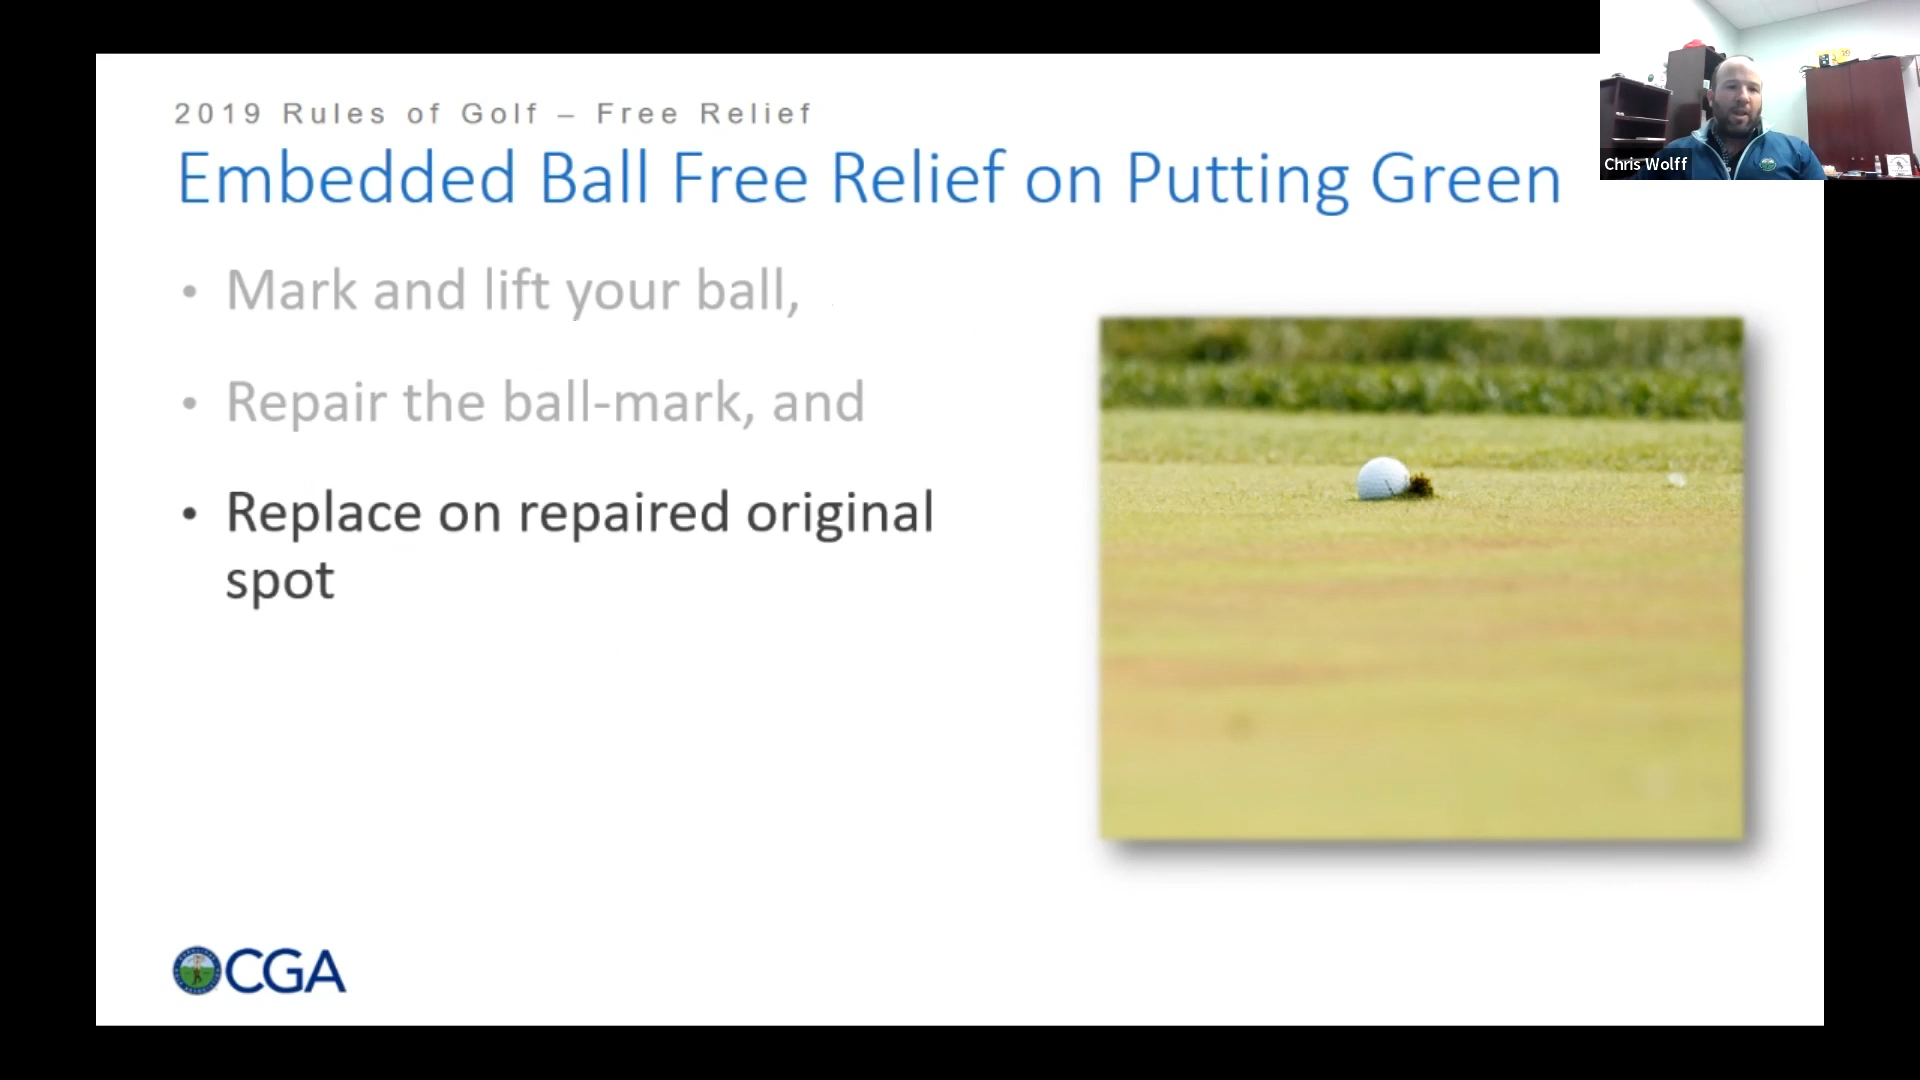 2019 Rules of Golf – Free Relief
Embedded Ball Free Relief on Putting Green
• Mark and lift your ball,
• Repair the ball-mark, and
• Replace on repaired original
spot
CGA
Chris Wolff